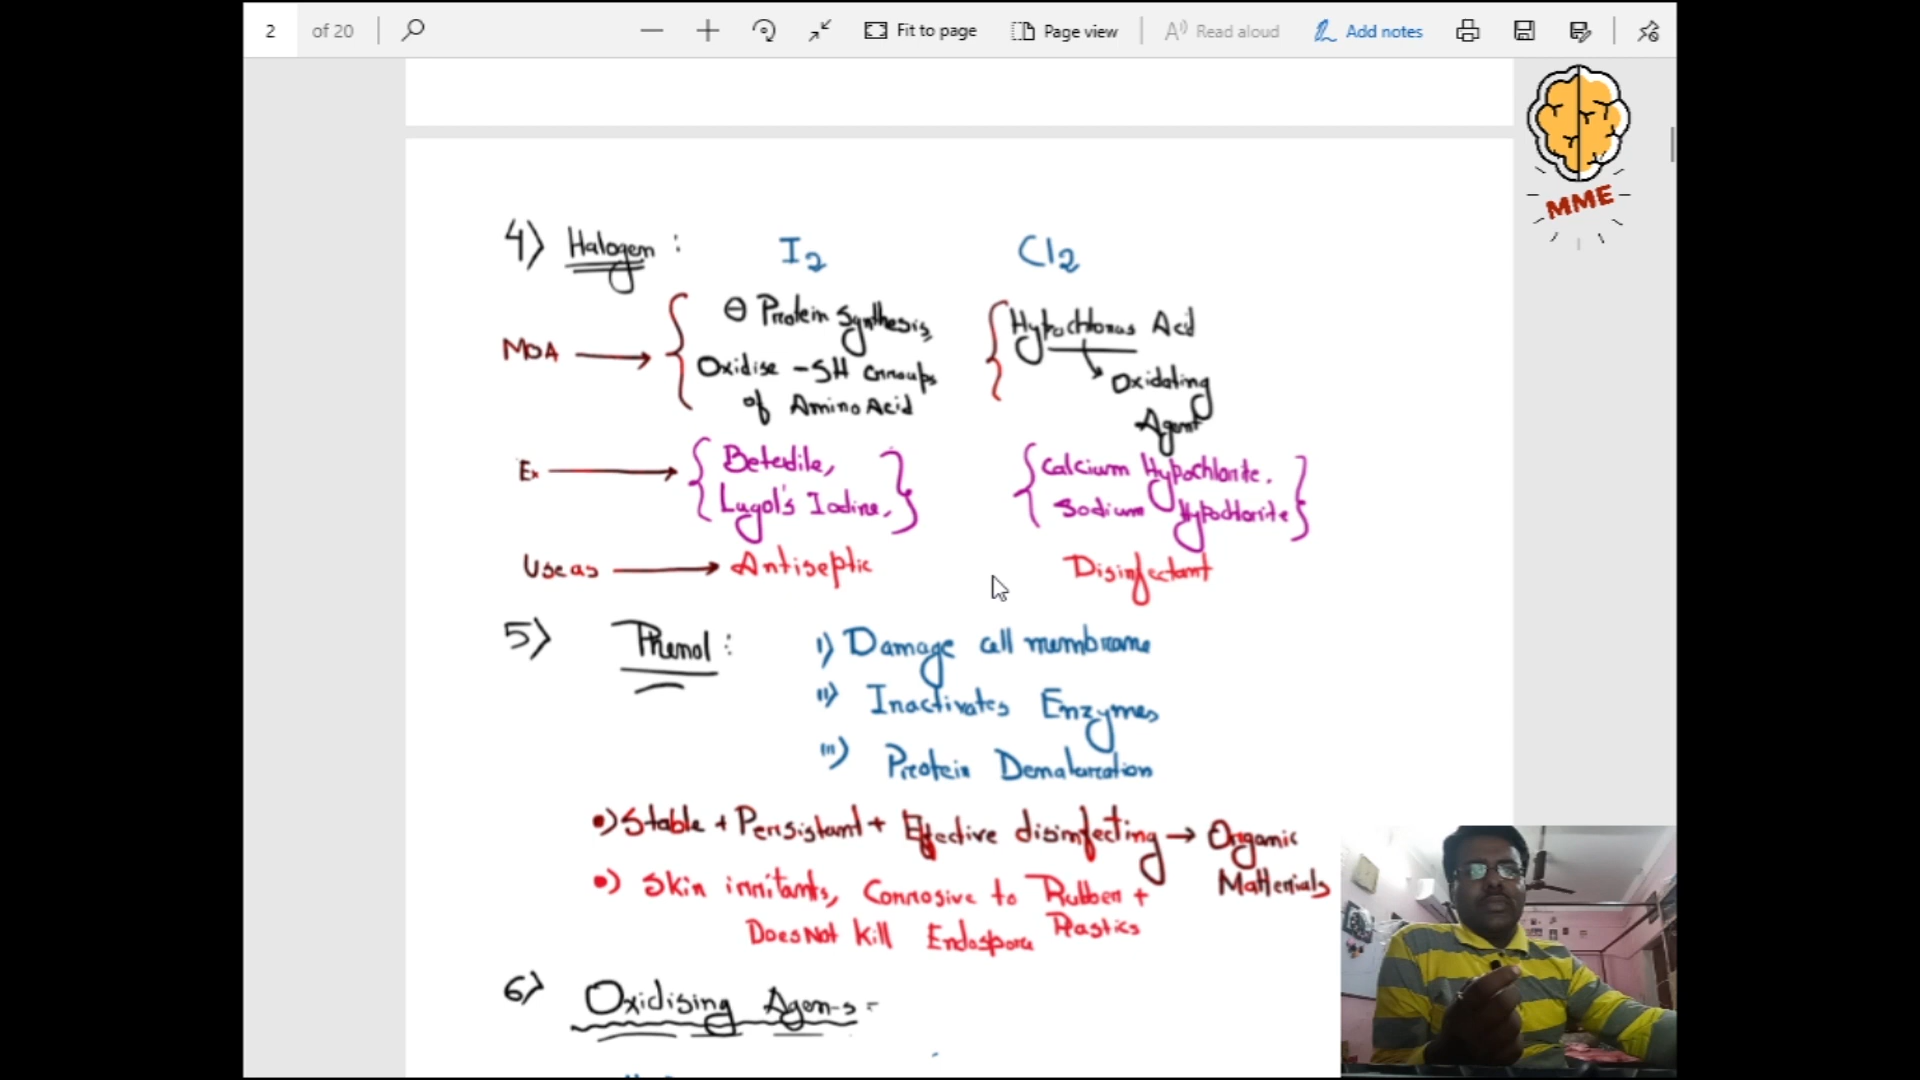 2 of 20 Fit to page Page view Read aloud Add notes
MME
4) Halogen : I2 Cl2
MOA → ⊖ Protein Synthesis, Hypochlorus Acid
Oxidise -SH Groups Oxidating
of Amino Acid Agent
Ex → Betadile, Calcium Hypochlorite.
Lugol's Iodine, Sodium Hypochlorite
Use as → Antiseptic Disinfectant
5) Phenol : i) Damage cell membrane
ii) Inactivates Enzymes
iii) Protein Denaturation
•) Stable + Persistant + Effective disinfecting → Organic
Matterials
•) Skin irritants, Corrosive to Rubber +
Does Not kill Endospore Plastics
6) Oxidising Agents =